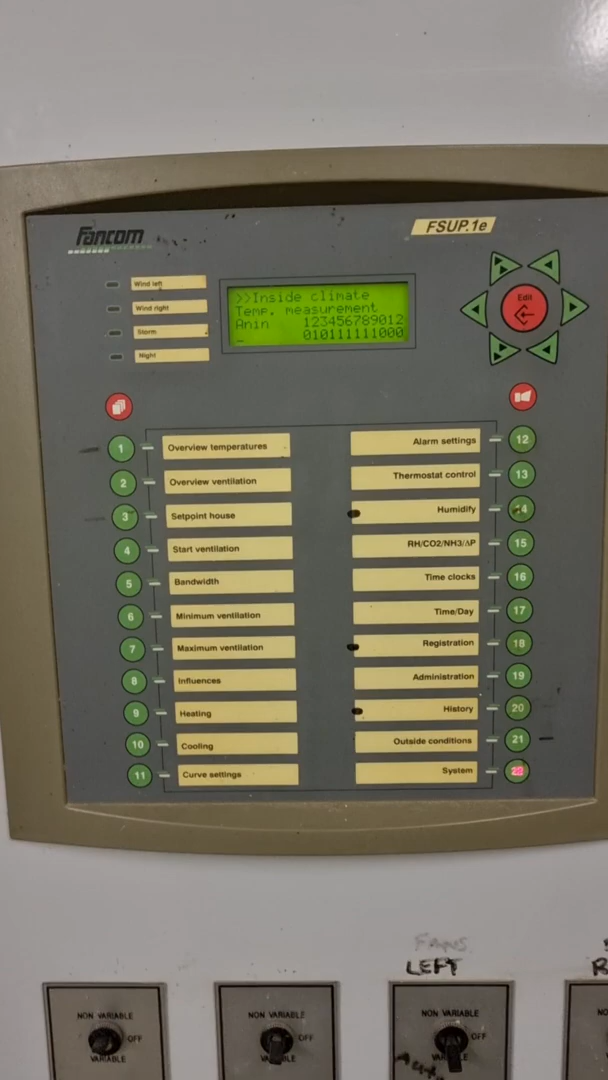 Fancom
FSUP.1e
Wind left
Wind right
Storm
Night
>>Inside climate
Temp. measurement
Anin 123456789012
010111111000
Edit
1 Overview temperatures
2 Overview ventilation
3 Setpoint house
4 Start ventilation
5 Bandwidth
6 Minimum ventilation
7 Maximum ventilation
8 Influences
9 Heating
10 Cooling
11 Curve settings
Alarm settings 12
Thermostat control 13
Humidify 14
RH/CO2/NH3/ΔP 15
Time clocks 16
Time/Day 17
Registration 18
Administration 19
History 20
Outside conditions 21
System 22
FANS
LEFT
NON VARIABLE
OFF
VARIABLE
NON VARIABLE
OFF
VARIABLE
NON VARIABLE
OFF
VARIABLE